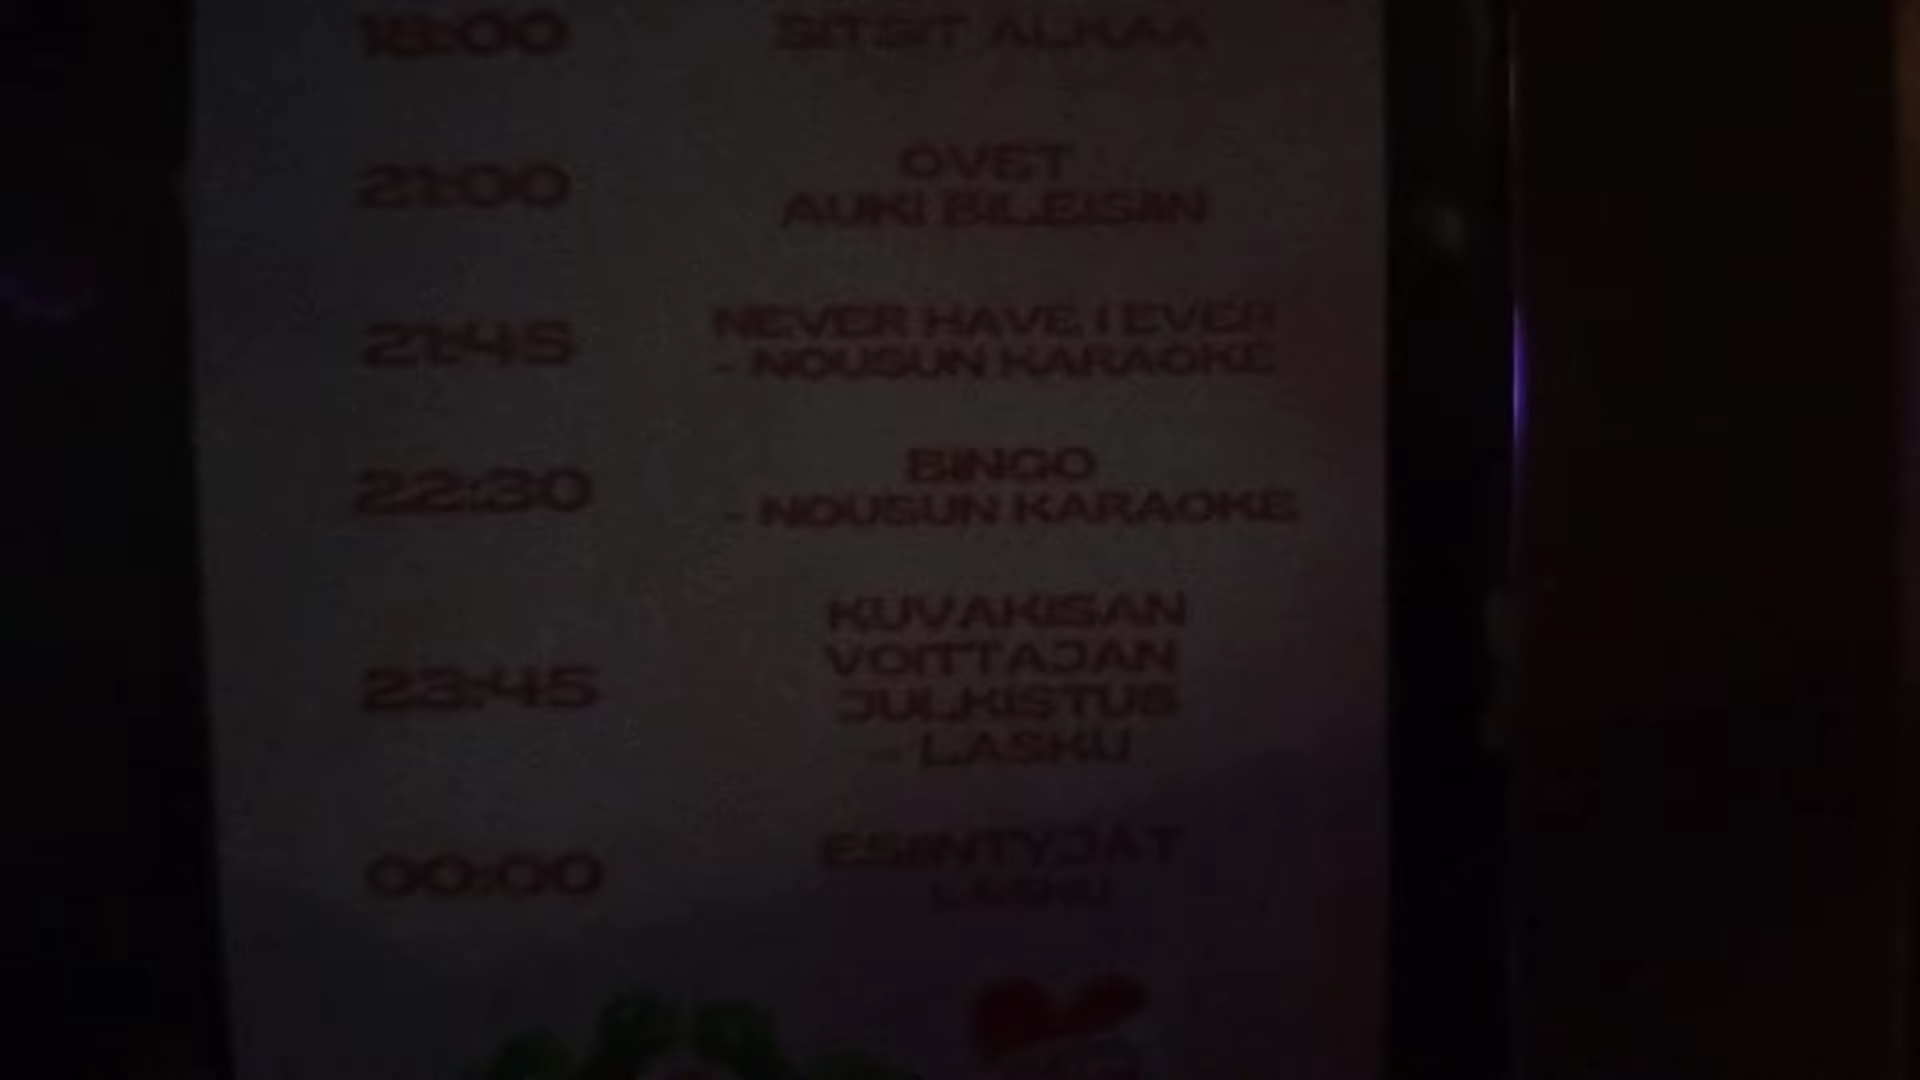 18:00 SITSIT ALKAA
21:00 OVET
AUKI BILEISIIN
21:45 NEVER HAVE I EVER
- NOUSUN KARAOKE
22:30 BINGO
- NOUSUN KARAOKE
23:45 KUVAKISAN
VOITTAJAN
JULKISTUS
- LASKU
00:00 ESIINTYJÄT
LASKU